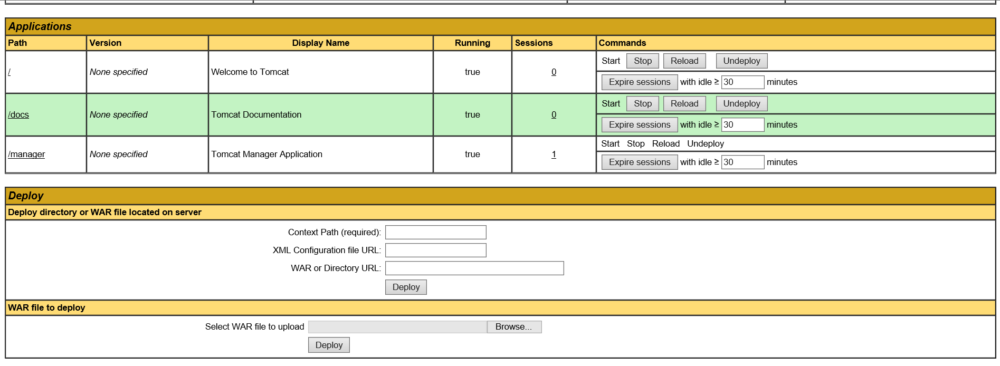 Applications
Path Version Display Name Running Sessions Commands
/ None specified Welcome to Tomcat true 0 Start Stop Reload Undeploy
Expire sessions with idle ≥ 30 minutes
/docs None specified Tomcat Documentation true 0 Start Stop Reload Undeploy
Expire sessions with idle ≥ 30 minutes
/manager None specified Tomcat Manager Application true 1 Start Stop Reload Undeploy
Expire sessions with idle ≥ 30 minutes
Deploy
Deploy directory or WAR file located on server
Context Path (required):
XML Configuration file URL:
WAR or Directory URL:
Deploy
WAR file to deploy
Select WAR file to upload Browse...
Deploy